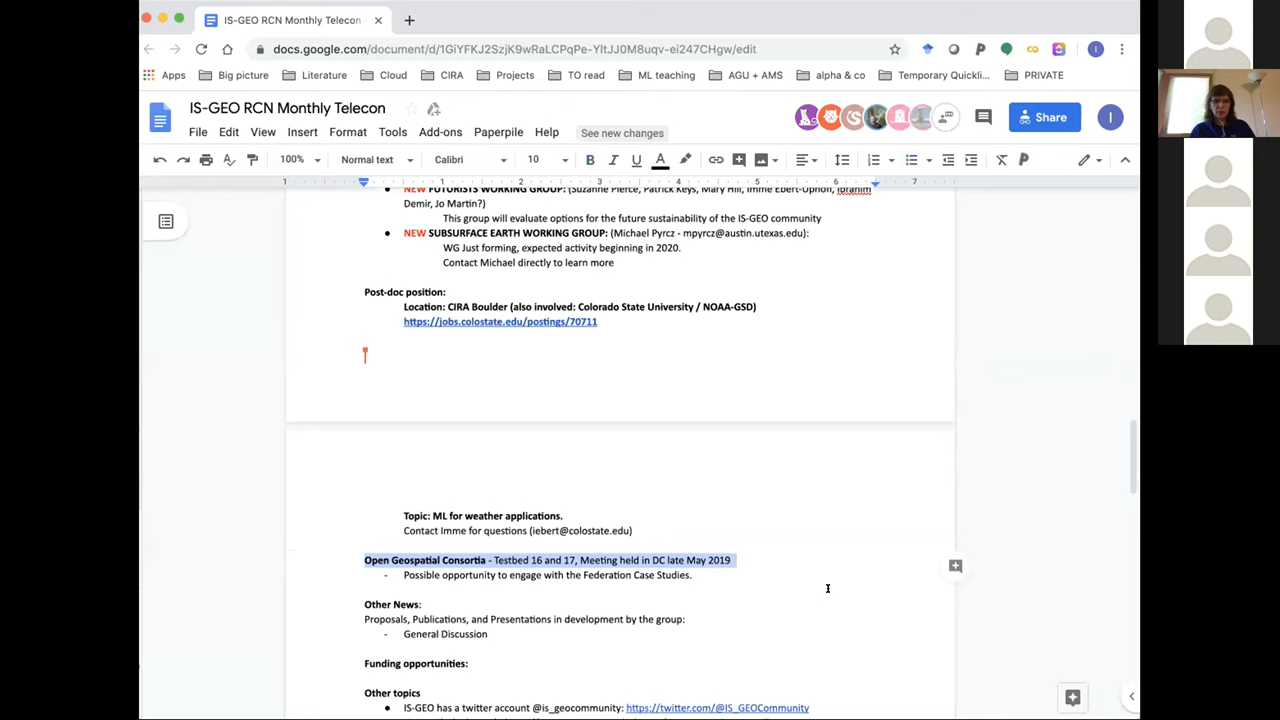 IS-GEO RCN Monthly Telecon
docs.google.com/document/d/1GiYFKJ2SzjK9wRaLCPqPe-YltJJ0M8uqv-ei247CHgw/edit
Apps Big picture Literature Cloud CIRA Projects TO read ML teaching AGU + AMS alpha & co Temporary Quickli... PRIVATE
IS-GEO RCN Monthly Telecon
File Edit View Insert Format Tools Add-ons Paperpile Help See new changes
Share
I
100% Normal text Calibri 10
1 1 2 3 4 5 6 7
NEW FUTURISTS WORKING GROUP: (Suzanne Pierce, Patrick Keys, Mary Hill, Imme Ebert-Uphoff, Ibrahim
Demir, Jo Martin?)
This group will evaluate options for the future sustainability of the IS-GEO community
● NEW SUBSURFACE EARTH WORKING GROUP: (Michael Pyrcz - mpyrcz@austin.utexas.edu):
WG Just forming, expected activity beginning in 2020.
Contact Michael directly to learn more
Post-doc position:
Location: CIRA Boulder (also involved: Colorado State University / NOAA-GSD)
https://jobs.colostate.edu/postings/70711
Topic: ML for weather applications.
Contact Imme for questions (iebert@colostate.edu)
Open Geospatial Consortia - Testbed 16 and 17, Meeting held in DC late May 2019
- Possible opportunity to engage with the Federation Case Studies.
Other News:
Proposals, Publications, and Presentations in development by the group:
- General Discussion
Funding opportunities:
Other topics
● IS-GEO has a twitter account @is_geocommunity: https://twitter.com/@IS_GEOCommunity